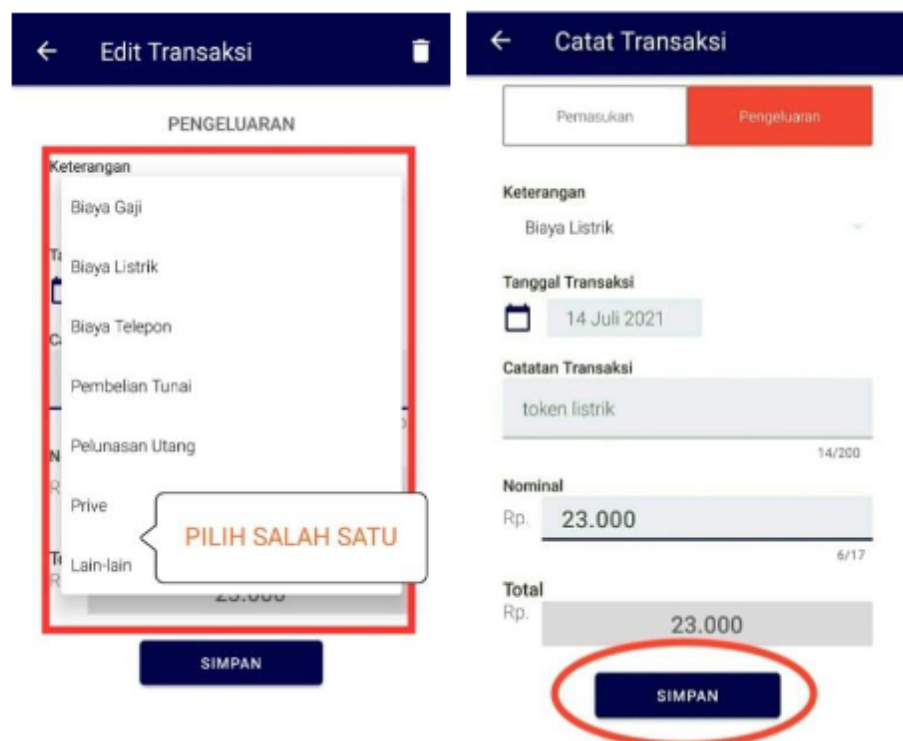 Edit Transaksi
PENGELUARAN
Keterangan
Biaya Gaji
Biaya Listrik
Biaya Telepon
Pembelian Tunai
Pelunasan Utang
Prive
PILIH SALAH SATU
Lain-lain
23.000
SIMPAN
Catat Transaksi
Pemasukan Pengeluaran
Keterangan
Biaya Listrik
Tanggal Transaksi
14 Juli 2021
Catatan Transaksi
token listrik
14/200
Nominal
Rp. 23.000
6/17
Total
Rp. 23.000
SIMPAN